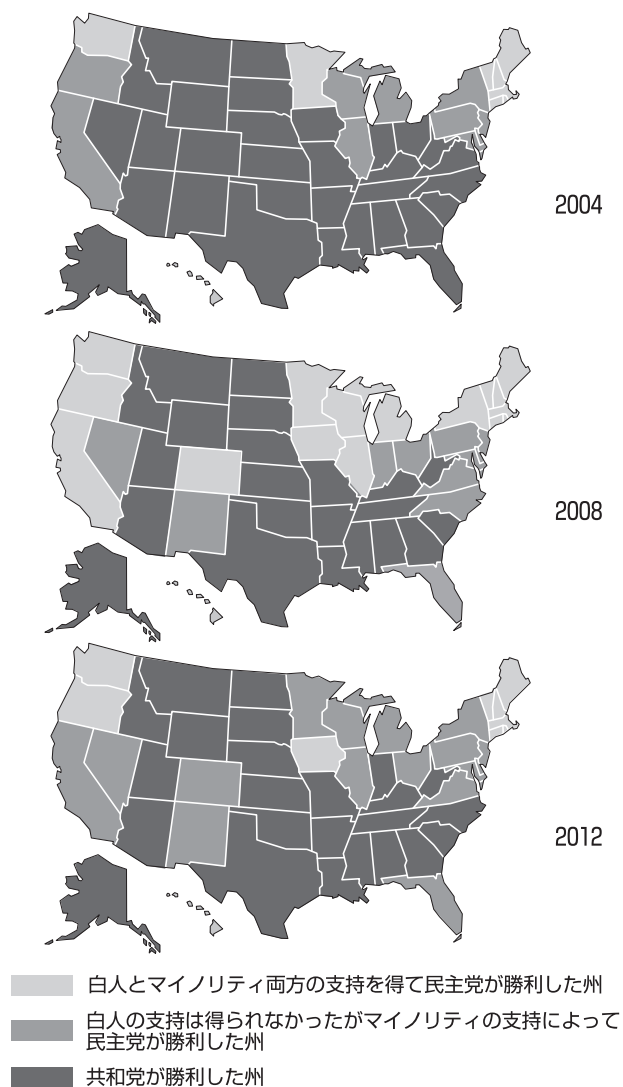 2004
2008
2012
白人とマイノリティ両方の支持を得て民主党が勝利した州
白人の支持は得られなかったがマイノリティの支持によって
民主党が勝利した州
共和党が勝利した州